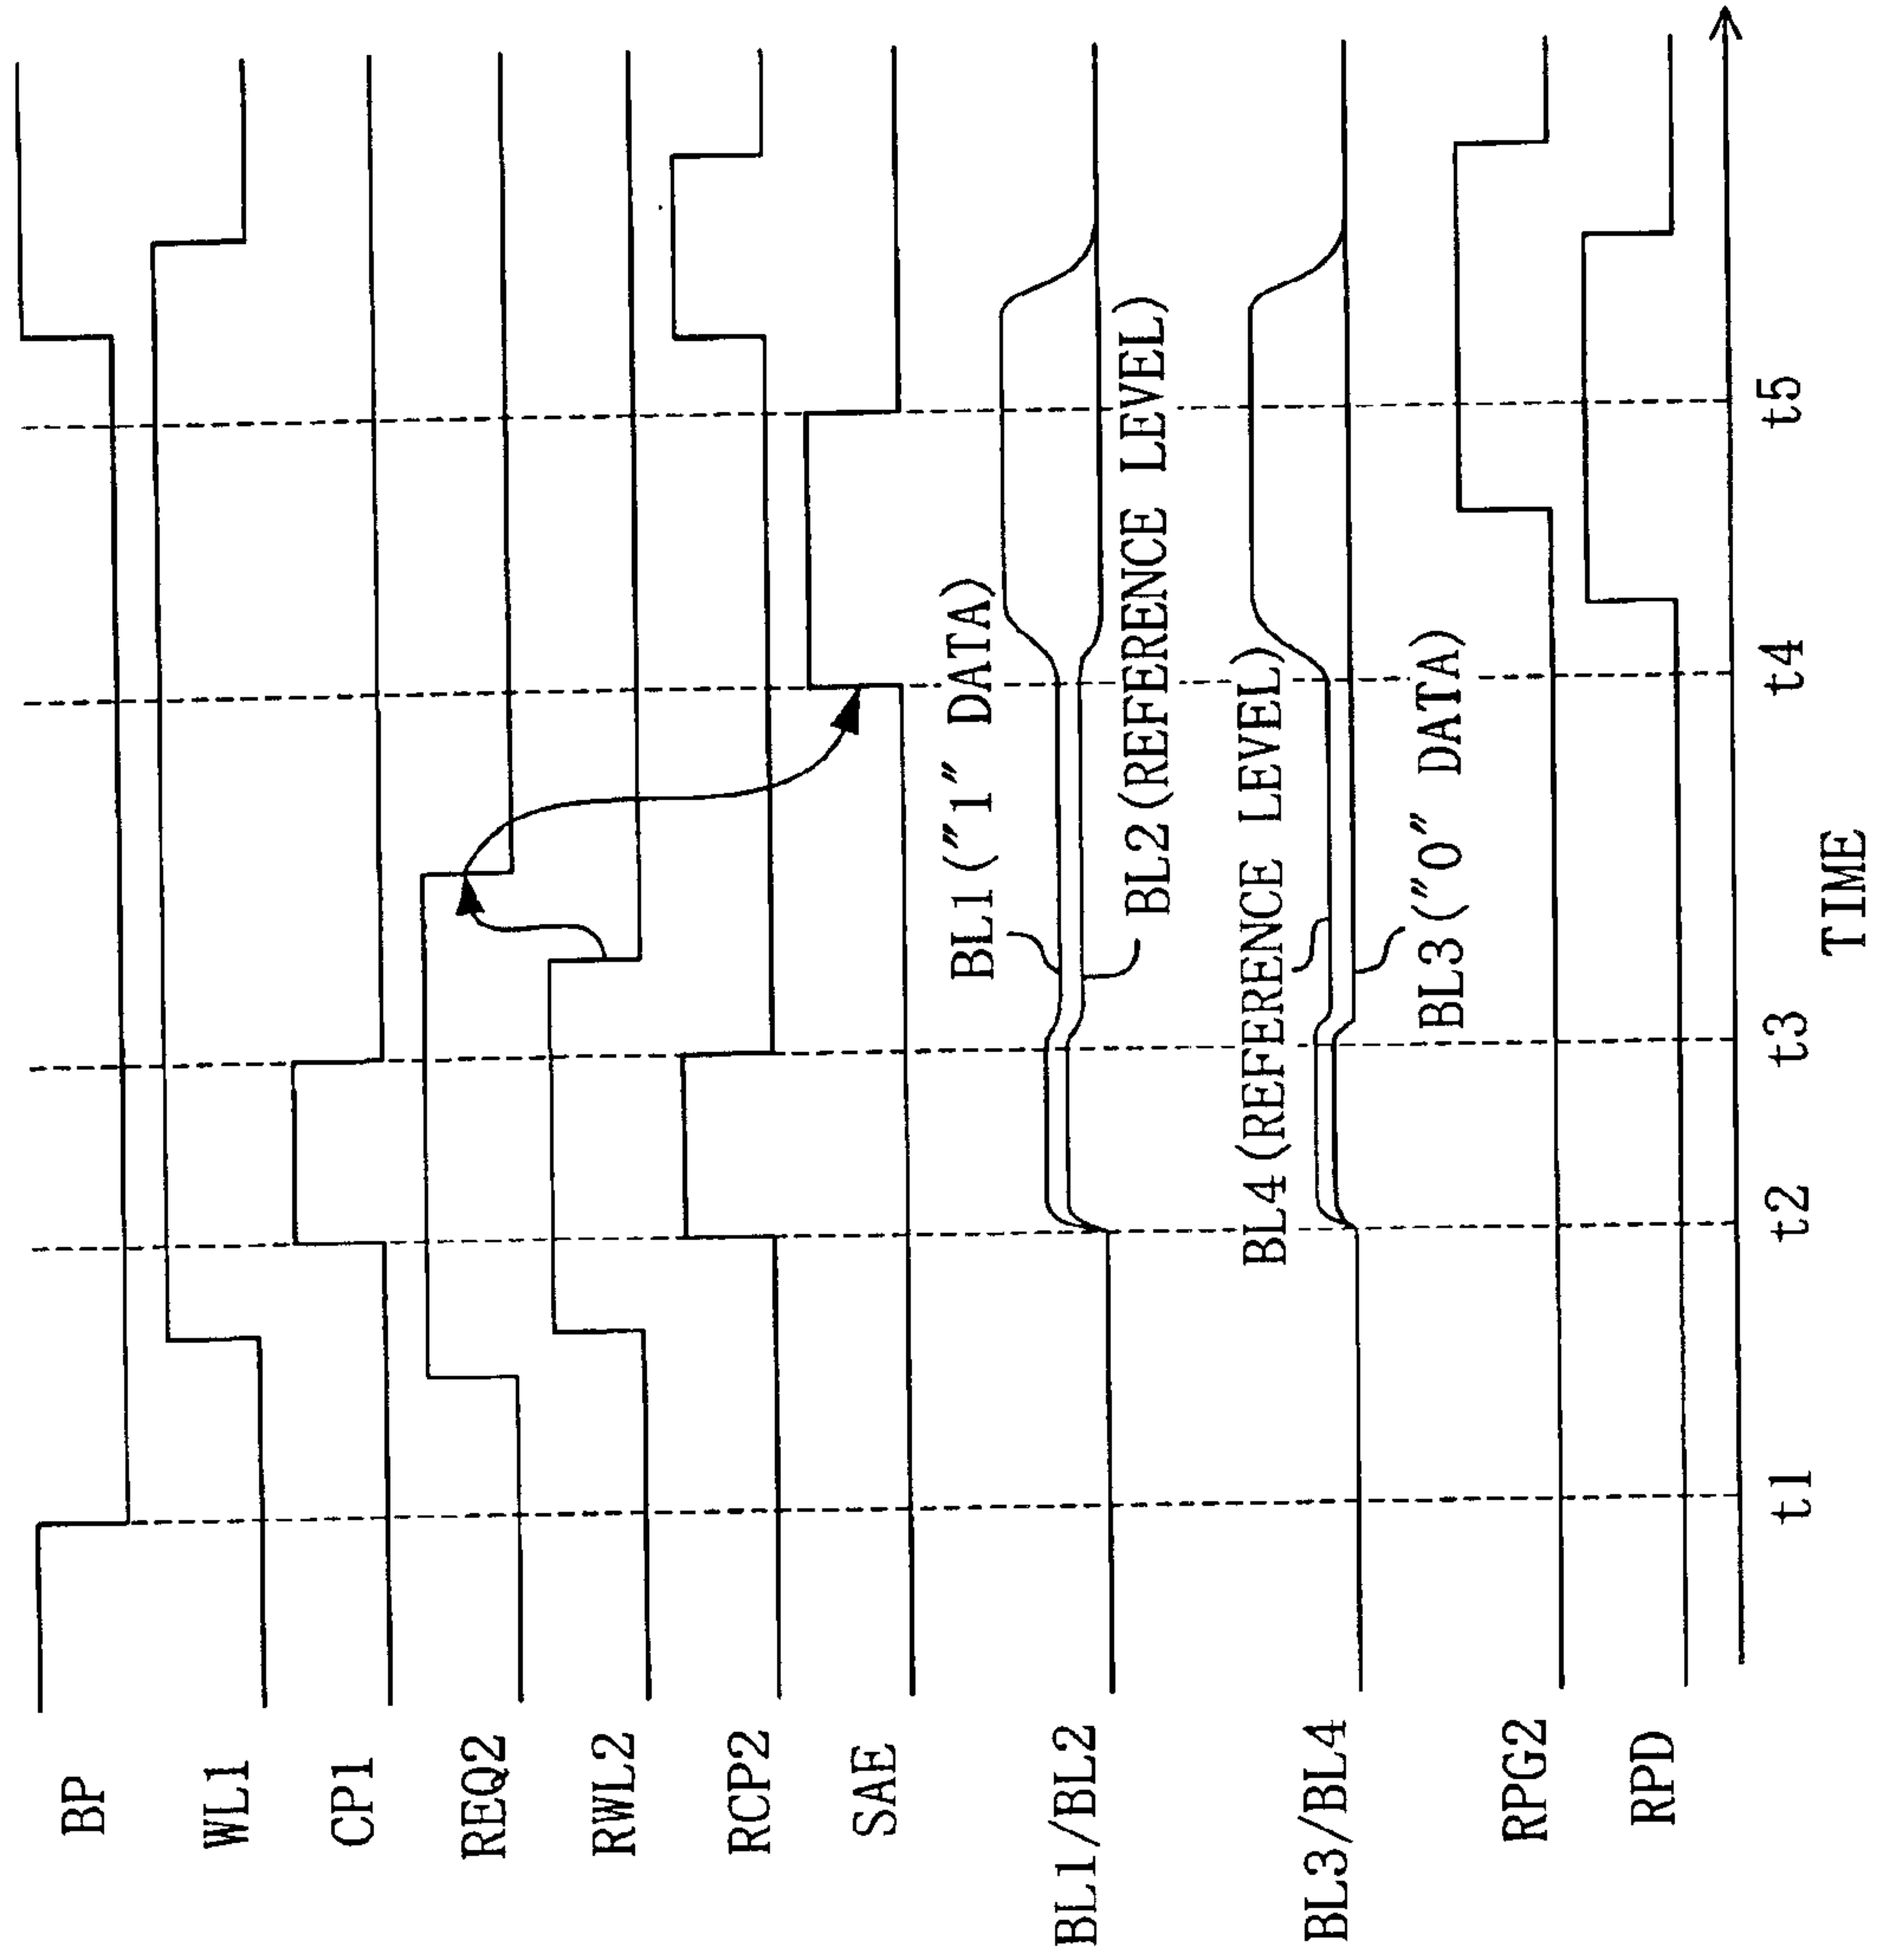 BP
WL1
CP1
REQ2
RWL2
RCP2
SAE
BL1/BL2
BL1("1" DATA)
BL2(REFERENCE LEVEL)
BL3/BL4
BL4(REFERENCE LEVEL)
BL3("0" DATA)
RPG2
RPD
t1 t2 t3 t4 t5
TIME